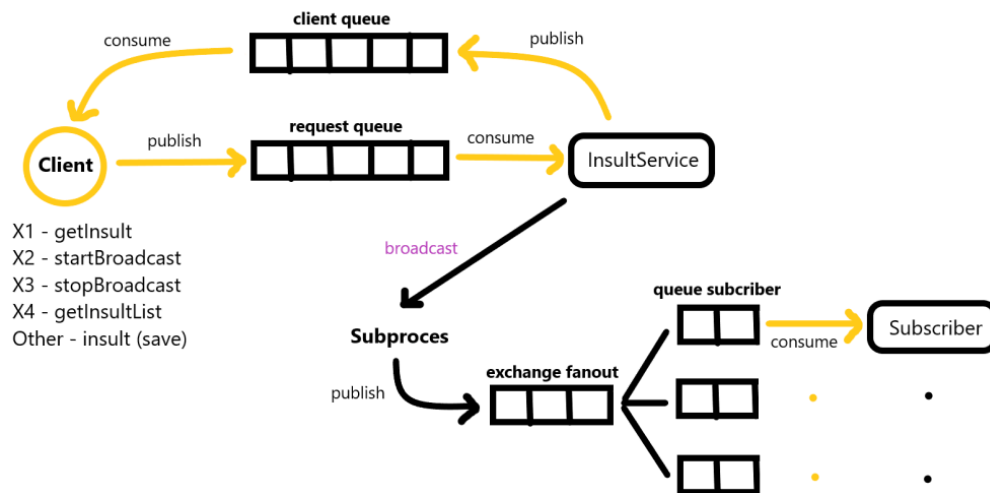 client queue
consume
publish
request queue
publish
consume
Client
InsultService
X1 - getInsult
X2 - startBroadcast
X3 - stopBroadcast
X4 - getInsultList
Other - insult (save)
broadcast
queue subcriber
Subproces
Subscriber
consume
exchange fanout
publish